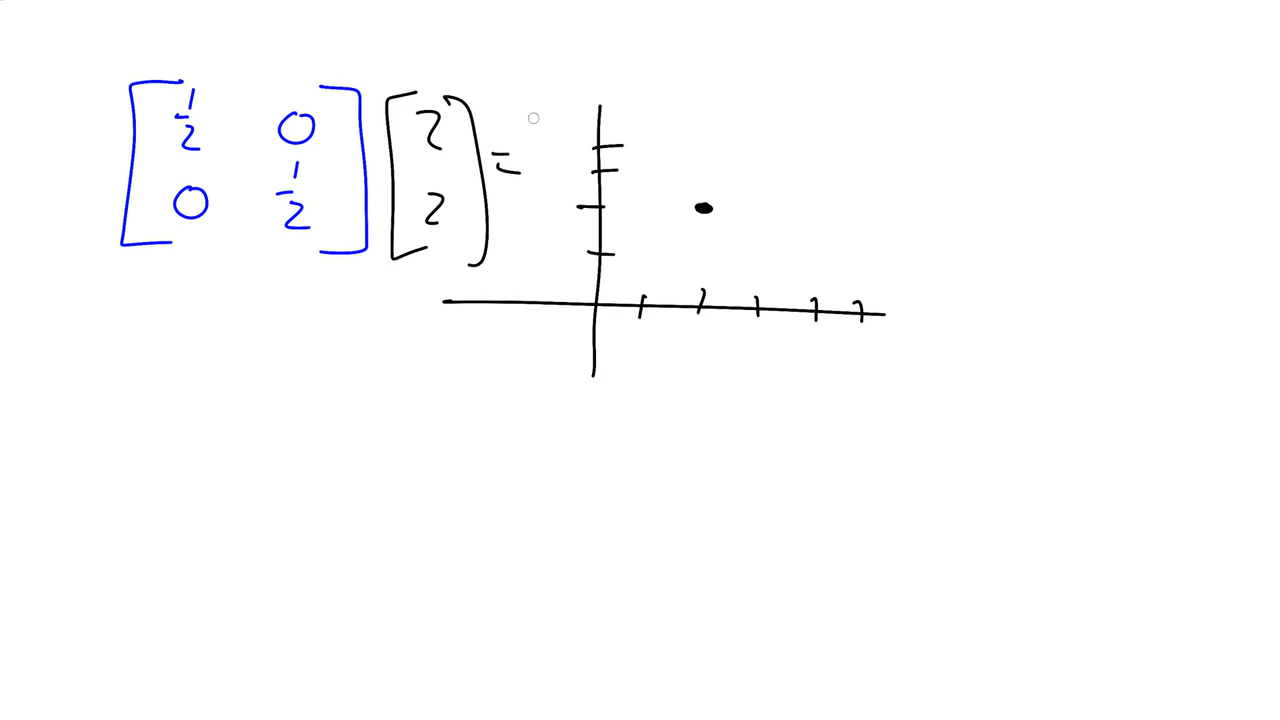 [ 1/2 0 ] [ 2 ] =
[ 0 1/2 ] [ 2 ]